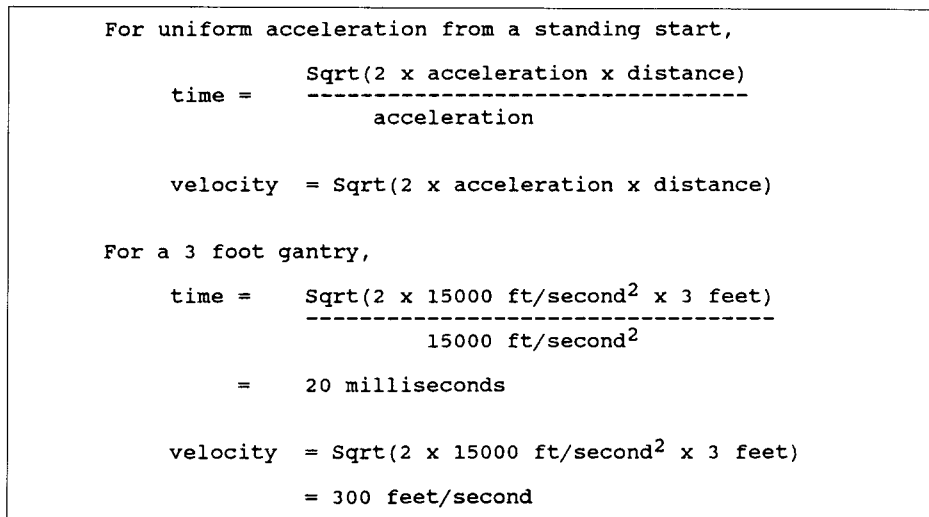 For uniform acceleration from a standing start,
Sqrt(2 x acceleration x distance)
time = ---------------------------------
acceleration
velocity = Sqrt(2 x acceleration x distance)
For a 3 foot gantry,
time = Sqrt(2 x 15000 ft/second² x 3 feet)
-----------------------------------
15000 ft/second²
= 20 milliseconds
velocity = Sqrt(2 x 15000 ft/second² x 3 feet)
= 300 feet/second